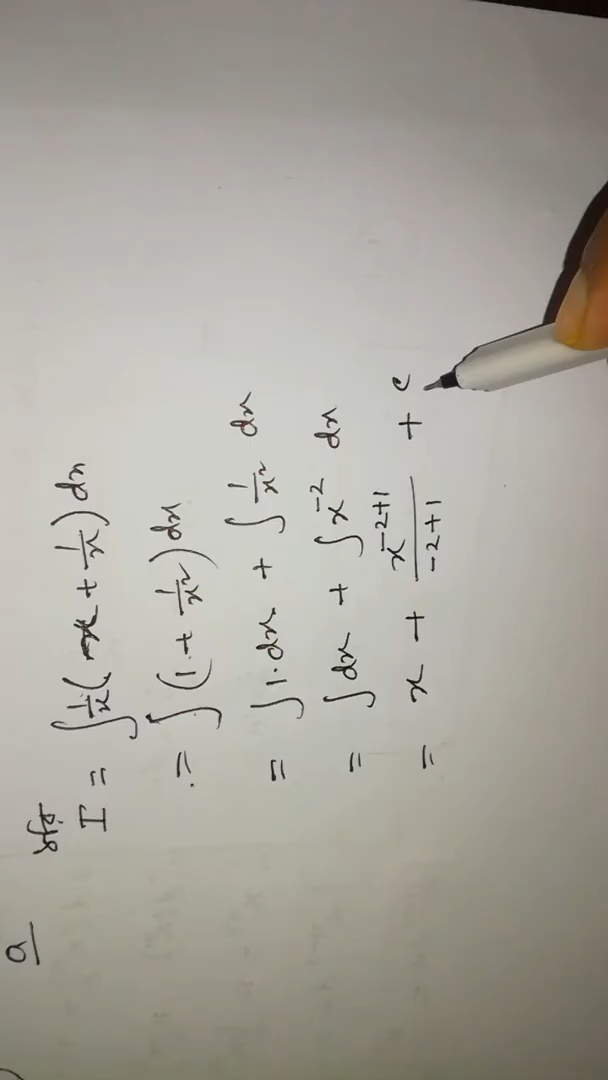 a
I = ∫ 1/x ( x + 1/x ) dx
= ∫ ( 1 + 1/x² ) dx
= ∫ 1·dx + ∫ 1/x² dx
= ∫ dx + ∫ x⁻² dx
= x + x⁻²⁺¹/-2+1 + c